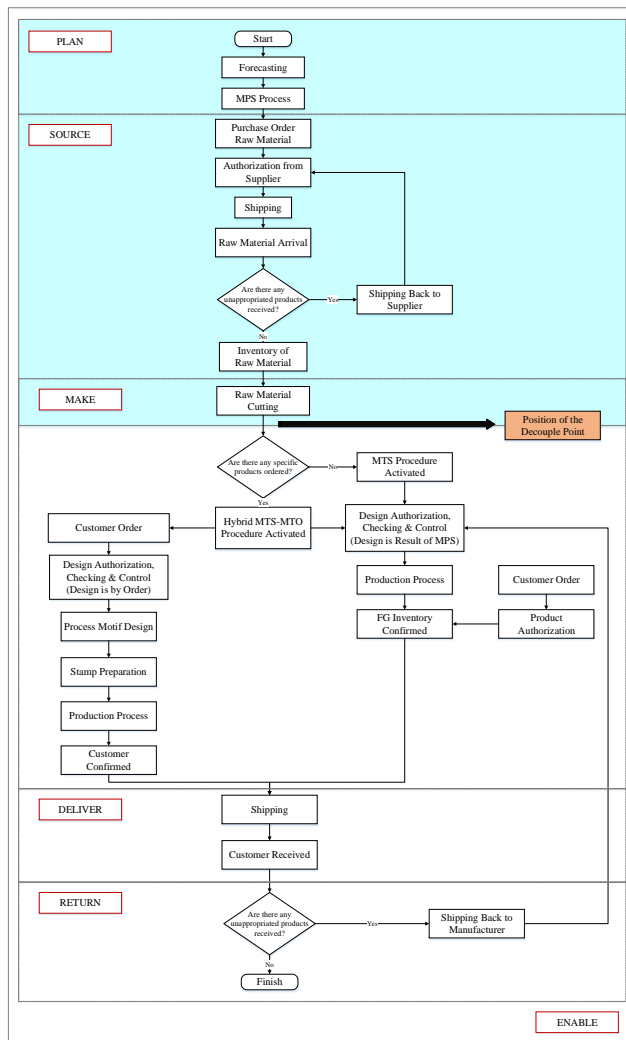 PLAN
Start
Forecasting
MPS Process
SOURCE
Purchase Order
Raw Material
Authorization from
Supplier
Shipping
Raw Material Arrival
Are there any
unappropriated products
received?
Yes
Shipping Back to
Supplier
No
Inventory of
Raw Material
MAKE
Raw Material
Cutting
Position of the
Decouple Point
Are there any specific
products ordered?
No
MTS Procedure
Activated
Yes
Customer Order
Hybrid MTS-MTO
Procedure Activated
Design Authorization,
Checking & Control
(Design is Result of MPS)
Design Authorization,
Checking & Control
(Design is by Order)
Production Process
Customer Order
Process Motif Design
FG Inventory
Confirmed
Product
Authorization
Stamp Preparation
Production Process
Customer
Confirmed
DELIVER
Shipping
Customer Received
RETURN
Are there any
unappropriated products
received?
Yes
Shipping Back to
Manufacturer
No
Finish
ENABLE